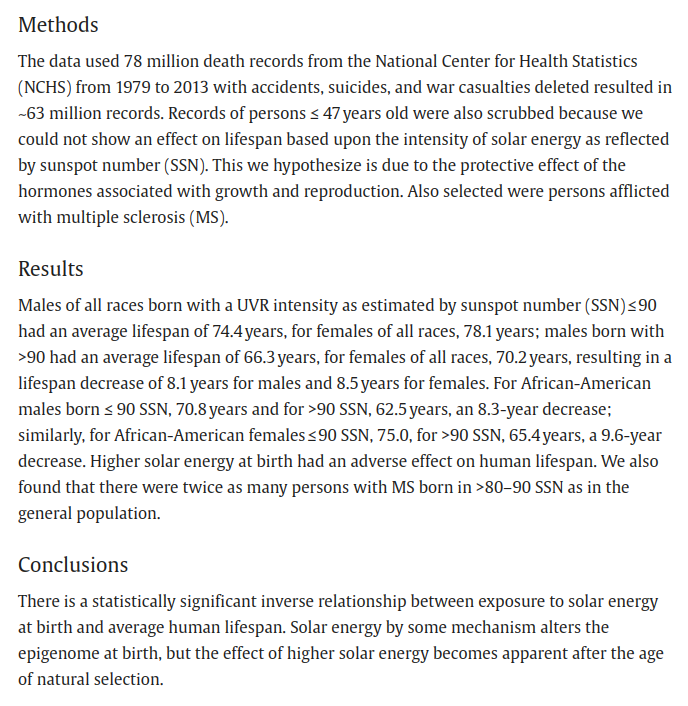 Methods
The data used 78 million death records from the National Center for Health Statistics
(NCHS) from 1979 to 2013 with accidents, suicides, and war casualties deleted resulted in
~63 million records. Records of persons ≤ 47 years old were also scrubbed because we
could not show an effect on lifespan based upon the intensity of solar energy as reflected
by sunspot number (SSN). This we hypothesize is due to the protective effect of the
hormones associated with growth and reproduction. Also selected were persons afflicted
with multiple sclerosis (MS).
Results
Males of all races born with a UVR intensity as estimated by sunspot number (SSN) ≤ 90
had an average lifespan of 74.4 years, for females of all races, 78.1 years; males born with
>90 had an average lifespan of 66.3 years, for females of all races, 70.2 years, resulting in a
lifespan decrease of 8.1 years for males and 8.5 years for females. For African-American
males born ≤ 90 SSN, 70.8 years and for >90 SSN, 62.5 years, an 8.3-year decrease;
similarly, for African-American females ≤ 90 SSN, 75.0, for >90 SSN, 65.4 years, a 9.6-year
decrease. Higher solar energy at birth had an adverse effect on human lifespan. We also
found that there were twice as many persons with MS born in >80–90 SSN as in the
general population.
Conclusions
There is a statistically significant inverse relationship between exposure to solar energy
at birth and average human lifespan. Solar energy by some mechanism alters the
epigenome at birth, but the effect of higher solar energy becomes apparent after the age
of natural selection.